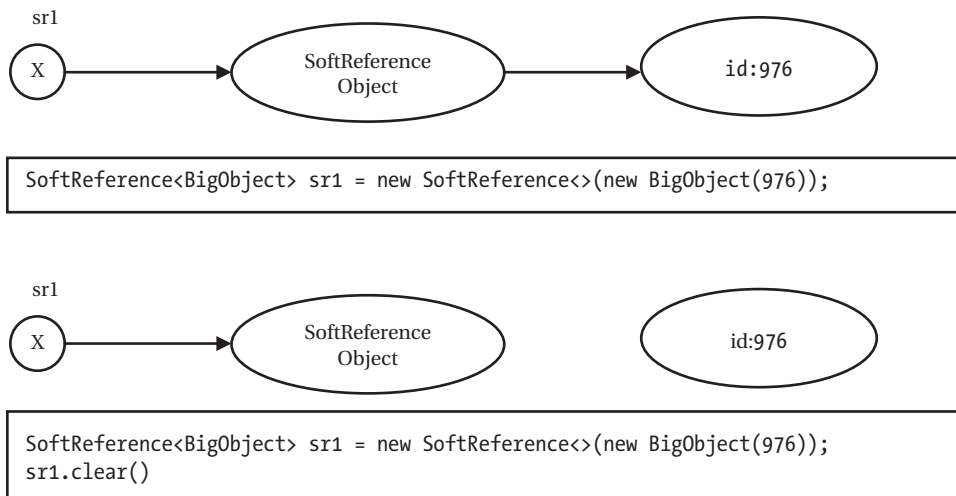 sr1
X
SoftReference
Object
id:976
SoftReference<BigObject> sr1 = new SoftReference<>(new BigObject(976));
sr1
X
SoftReference
Object
id:976
SoftReference<BigObject> sr1 = new SoftReference<>(new BigObject(976));
sr1.clear()